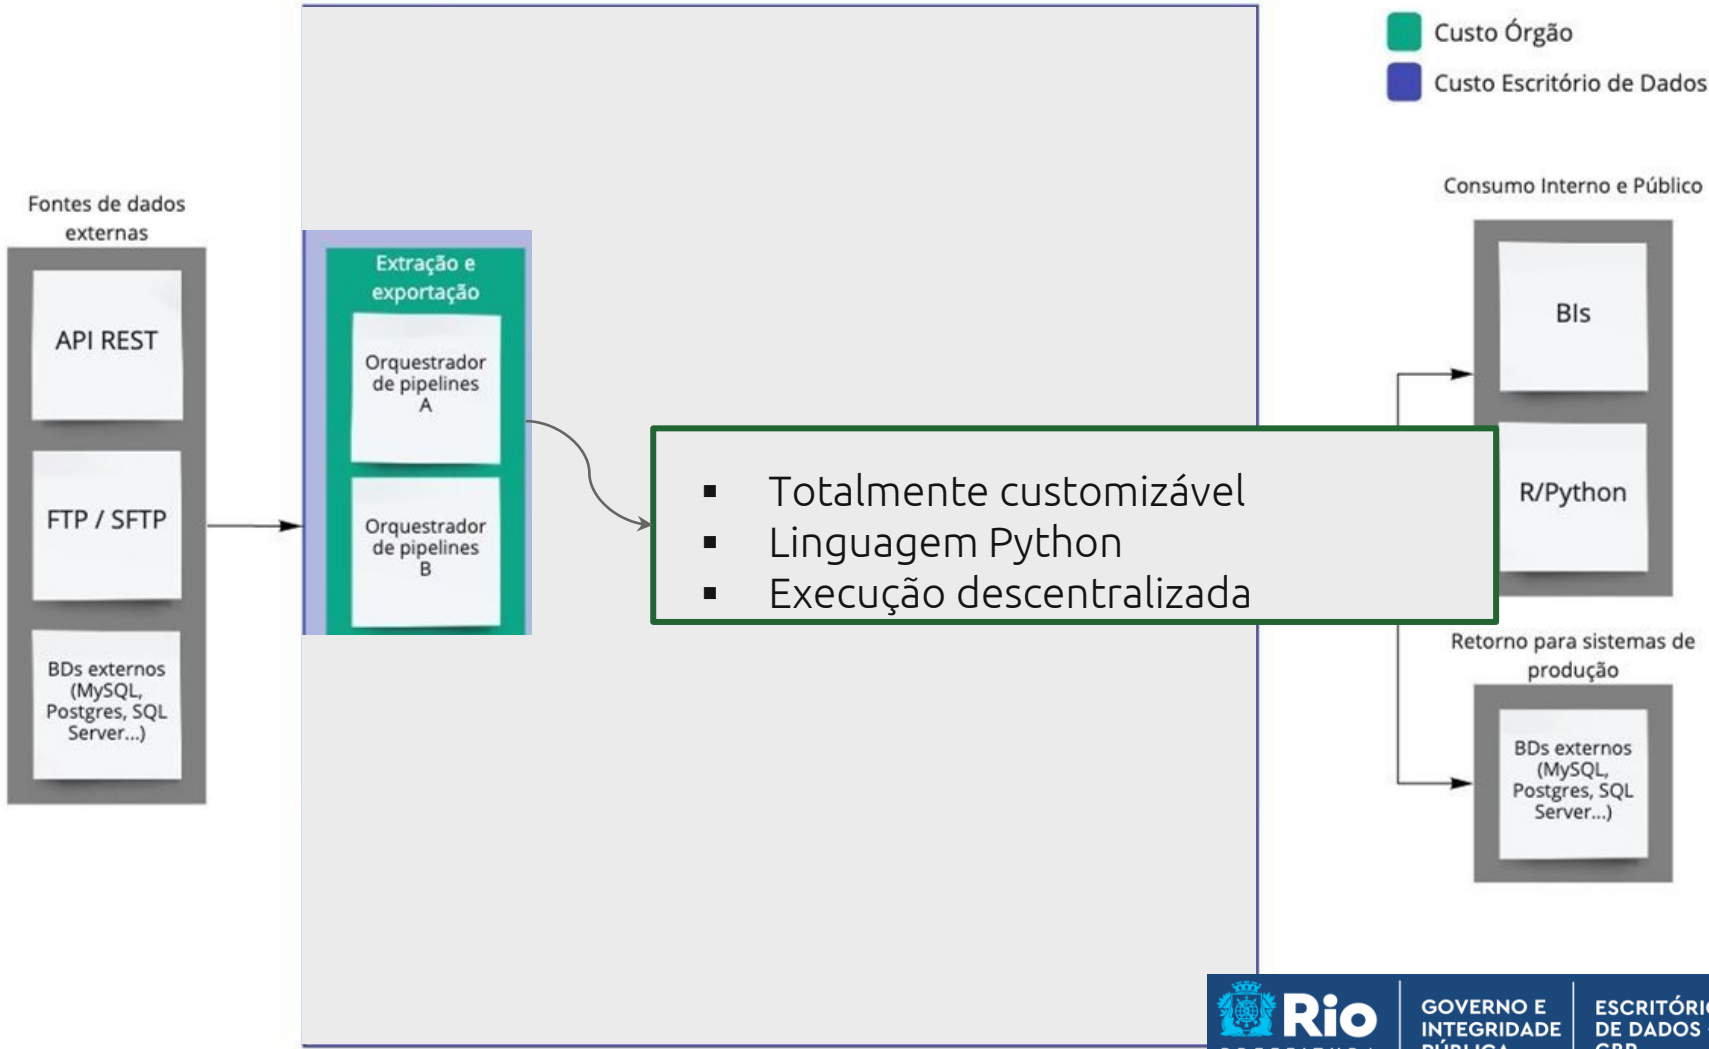 Custo Órgão
Custo Escritório de Dados
Fontes de dados
externas
API REST
FTP / SFTP
BDs externos
(MySQL,
Postgres, SQL
Server...)
Extração e
exportação
Orquestrador
de pipelines
A
Orquestrador
de pipelines
B
▪ Totalmente customizável
▪ Linguagem Python
▪ Execução descentralizada
Consumo Interno e Público
BIs
R/Python
Retorno para sistemas de
produção
BDs externos
(MySQL,
Postgres, SQL
Server...)
Rio
GOVERNO E
INTEGRIDADE
PÚBLICA
ESCRITÓRIO
DE DADOS